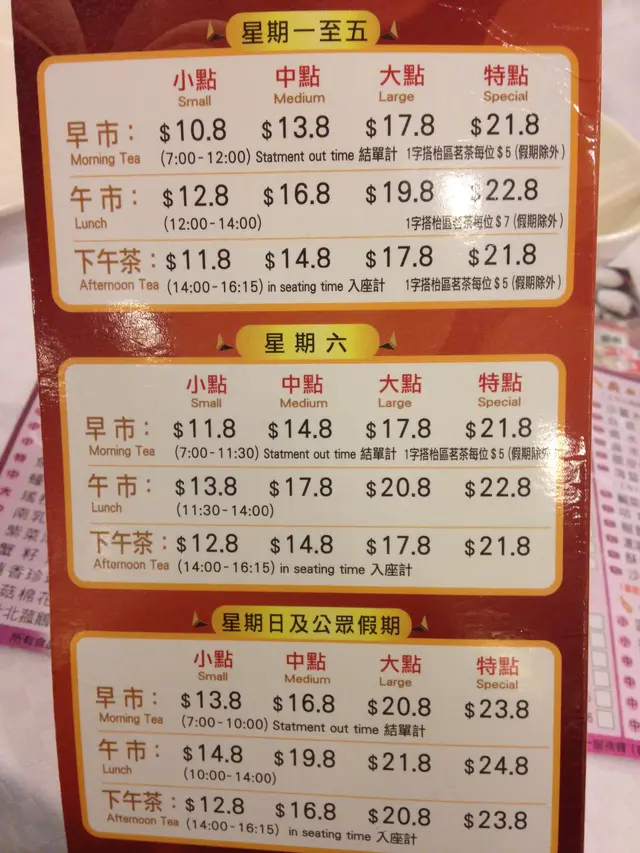 星期一至五
小點 中點 大點 特點
Small Medium Large Special
早市： $10.8 $13.8 $17.8 $21.8
Morning Tea (7:00-12:00) Statment out time 結單計 1字搭枱區茗茶每位$5(假期除外)
午市： $12.8 $16.8 $19.8 $22.8
Lunch (12:00-14:00) 1字搭枱區茗茶每位$7(假期除外)
下午茶： $11.8 $14.8 $17.8 $21.8
Afternoon Tea (14:00-16:15) in seating time 入座計 1字搭枱區茗茶每位$5(假期除外)
星期六
小點 中點 大點 特點
Small Medium Large Special
早市： $11.8 $14.8 $17.8 $21.8
Morning Tea (7:00-11:30) Statment out time 結單計 1字搭枱區茗茶每位$5(假期除外
午市： $13.8 $17.8 $20.8 $22.8
Lunch (11:30-14:00)
下午茶： $12.8 $14.8 $17.8 $21.8
Afternoon Tea (14:00-16:15) in seating time 入座計
星期日及公眾假期
小點 中點 大點 特點
Small Medium Large Special
早市： $13.8 $16.8 $20.8 $23.8
Morning Tea (7:00-10:00) Statment out time 結單計
午市： $14.8 $19.8 $21.8 $24.8
Lunch (10:00-14:00)
下午茶： $12.8 $16.8 $20.8 $23.8
Afternoon Tea (14:00-16:15) in seating time 入座計